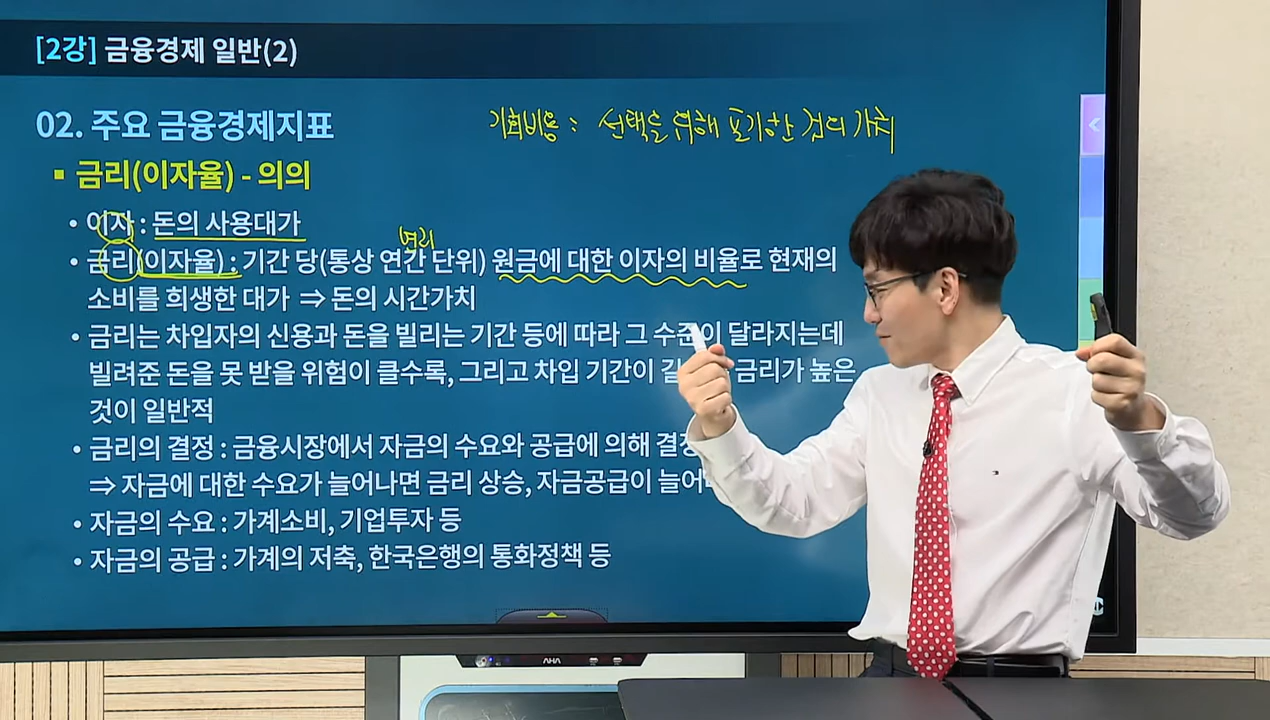 [2강] 금융경제 일반(2)
02. 주요 금융경제지표
기회비용 : 선택을 위해 포기한 것의 가치
▪ 금리(이자율) - 의의
• 이자 : 돈의 사용대가
연리
• 금리(이자율) : 기간 당(통상 연간 단위) 원금에 대한 이자의 비율로 현재의
소비를 희생한 대가 ⇒ 돈의 시간가치
• 금리는 차입자의 신용과 돈을 빌리는 기간 등에 따라 그 수준이 달라지는데
빌려준 돈을 못 받을 위험이 클수록, 그리고 차입 기간이 길 금리가 높은
것이 일반적
• 금리의 결정 : 금융시장에서 자금의 수요와 공급에 의해 결정
⇒ 자금에 대한 수요가 늘어나면 금리 상승, 자금공급이 늘어
• 자금의 수요 : 가계소비, 기업투자 등
• 자금의 공급 : 가계의 저축, 한국은행의 통화정책 등
AHA